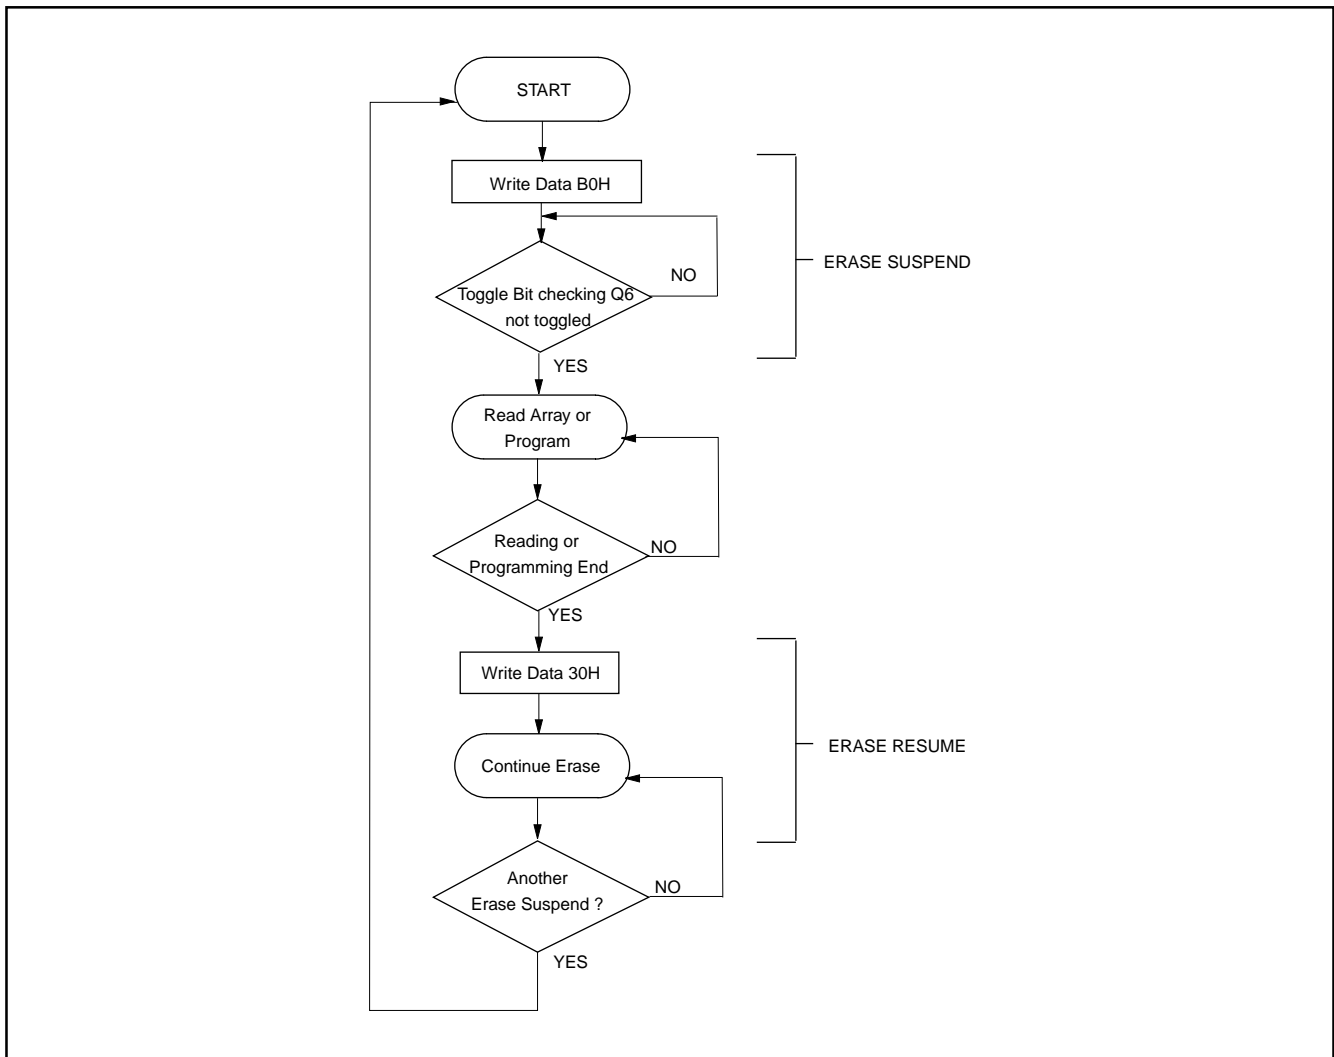 START
Write Data B0H
ERASE SUSPEND
NO
Toggle Bit checking Q6
not toggled
YES
Read Array or
Program
Reading or
NO
Programming End
YES
Write Data 30H
ERASE RESUME
Continue Erase
Another
NO
Erase Suspend ?
YES